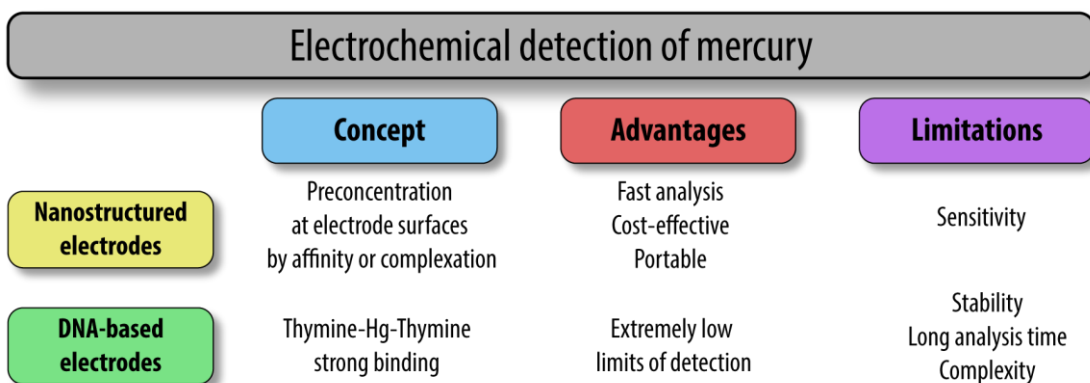 Electrochemical detection of mercury
Concept
Advantages
Limitations
Nanostructured
electrodes
Preconcentration
at electrode surfaces
by affinity or complexation
Fast analysis
Cost-effective
Portable
Sensitivity
DNA-based
electrodes
Thymine-Hg-Thymine
strong binding
Extremely low
limits of detection
Stability
Long analysis time
Complexity